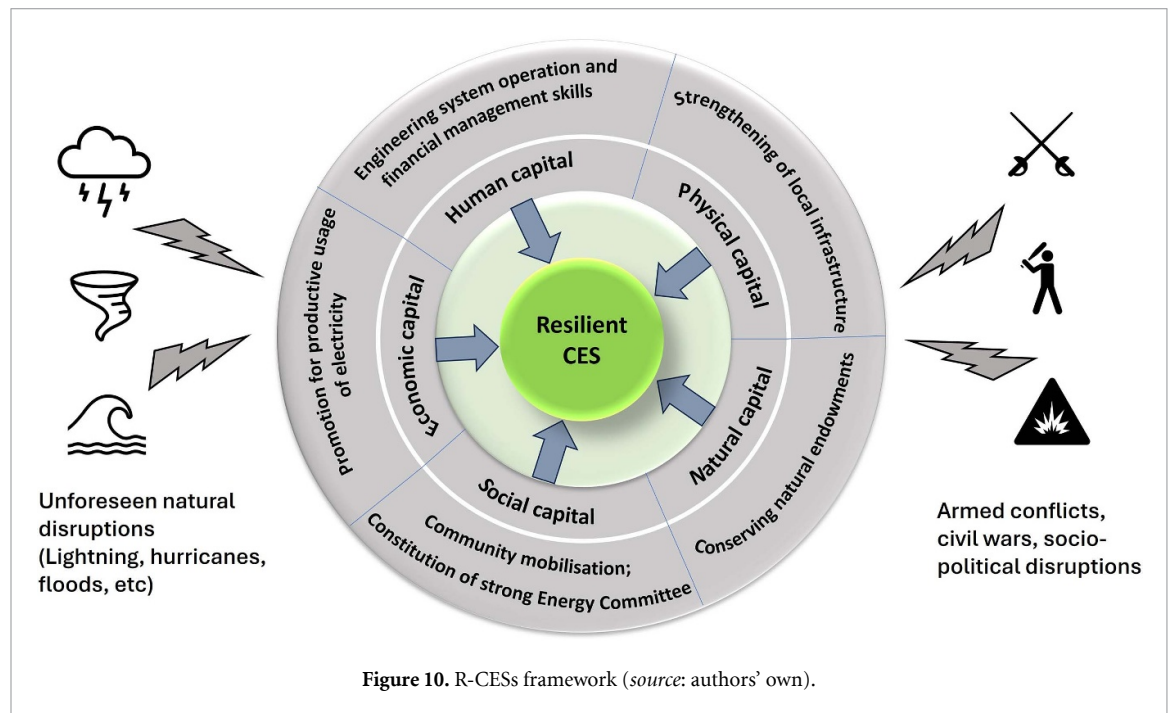 Engineering system operation and
financial management skills
Strengthening of local infrastructure
Human capital
Physical capital
Promotion for productive usage
of electricity
Economic capital
Resilient
CES
Natural capital
Conserving natural endowments
Social capital
Community mobilisation;
Constitution of strong Energy Committee
Unforeseen natural
disruptions
(Lightning, hurricanes,
floods, etc)
Armed conflicts,
civil wars, socio-
political disruptions
Figure 10. R-CESs framework (source: authors’ own).